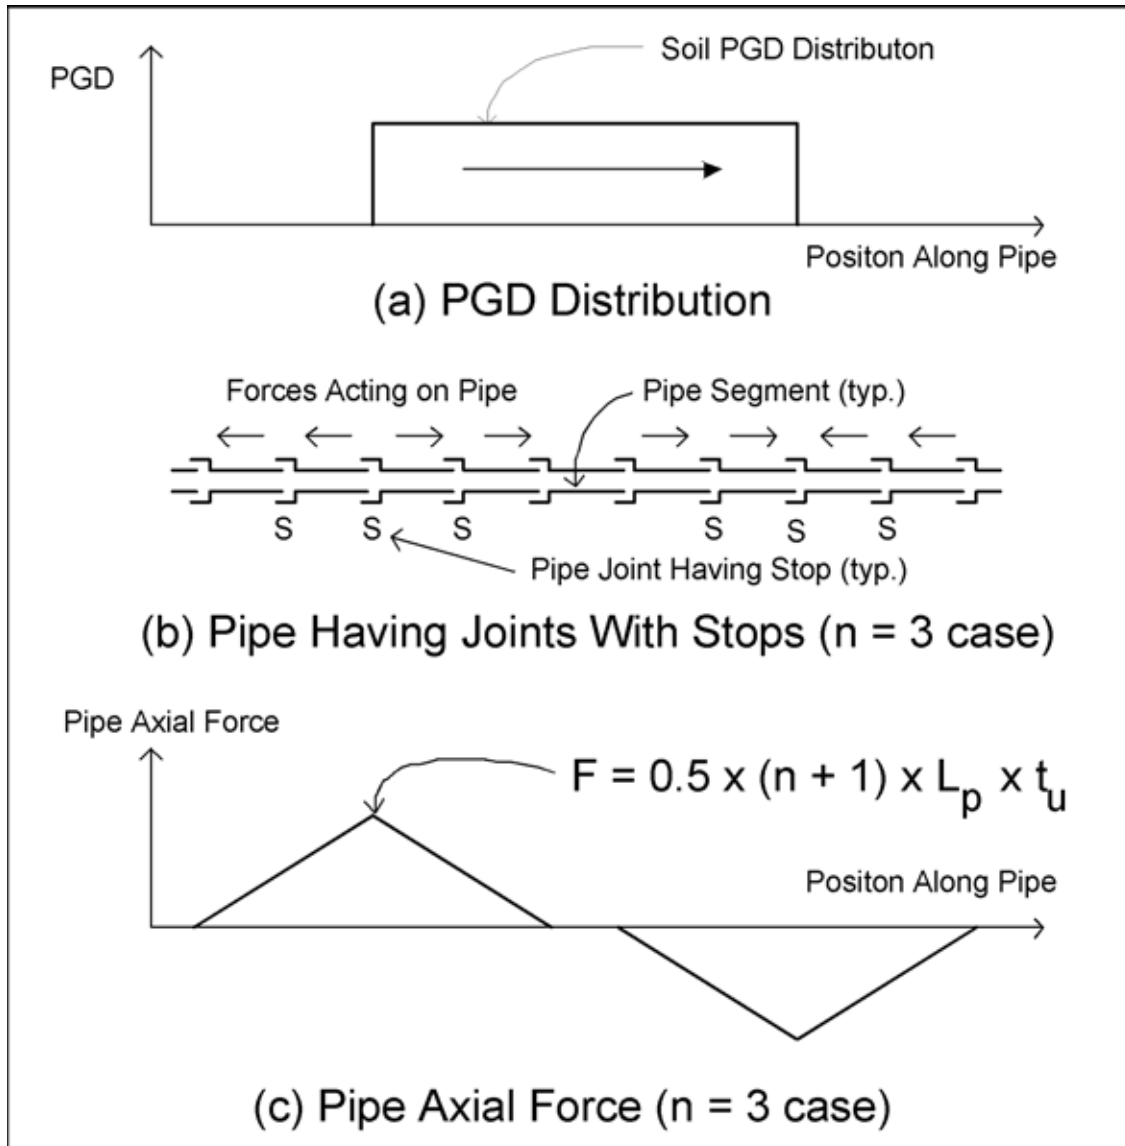 Soil PGD Distributon
PGD
Positon Along Pipe
(a) PGD Distribution
Forces Acting on Pipe
Pipe Segment (typ.)
S S S S S S
Pipe Joint Having Stop (typ.)
(b) Pipe Having Joints With Stops (n = 3 case)
Pipe Axial Force
F = 0.5 x (n + 1) x Lp x tu
Positon Along Pipe
(c) Pipe Axial Force (n = 3 case)